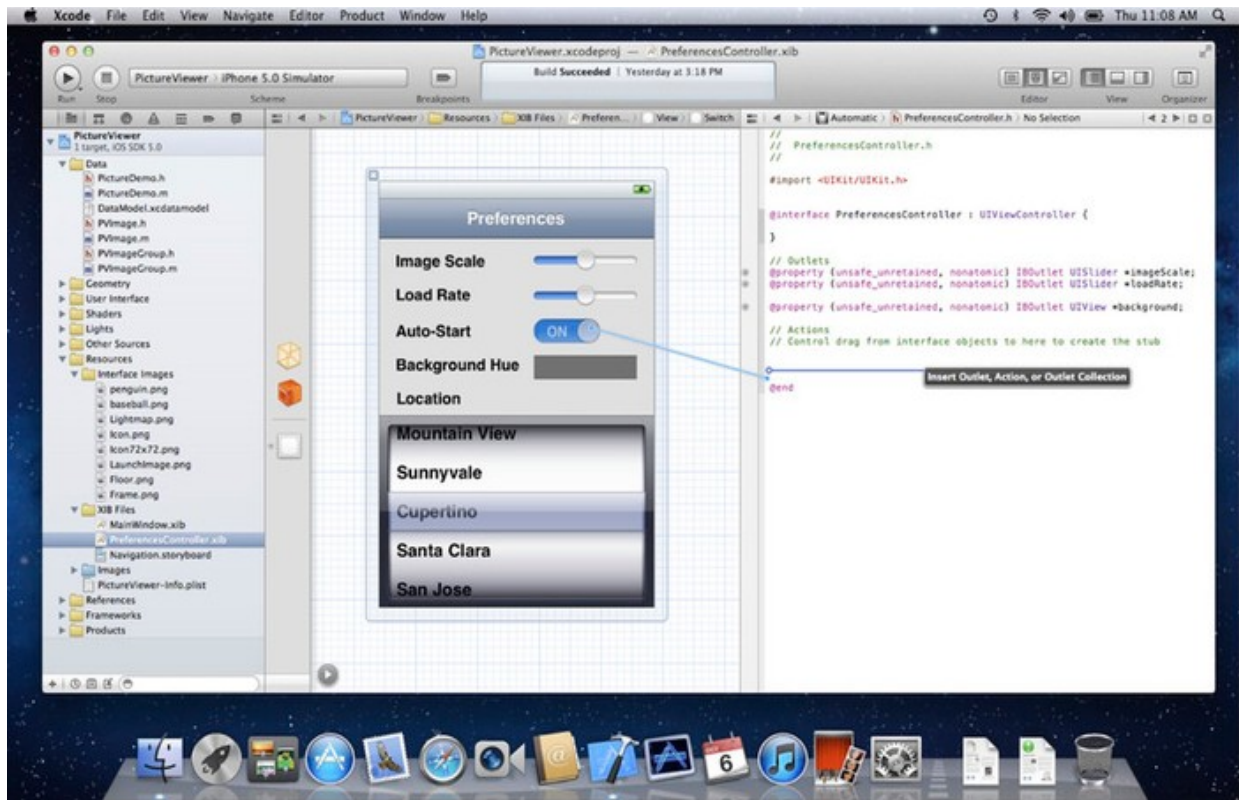 Xcode File Edit View Navigate Editor Product Window Help Thu 11:08 AM
PictureViewer.xcodeproj — PreferencesController.xib
PictureViewer iPhone 5.0 Simulator
Build Succeeded Yesterday at 3:18 PM
Run Stop Scheme Breakpoints Editor View Organizer
PictureViewer Resources XIB Files Preferen... View Switch
Automatic PreferencesController.h No Selection 2
PictureViewer
1 target, iOS SDK 5.0
Data
PictureDemo.h
PictureDemo.m
DataModel.xcdatamodel
PVImage.h
PVImage.m
PVImageGroup.h
PVImageGroup.m
Geometry
User Interface
Shaders
Lights
Other Sources
Resources
Interface Images
penguin.png
baseball.png
Lightmap.png
Icon.png
Icon72x72.png
LaunchImage.png
Floor.png
Frame.png
XIB Files
MainWindow.xib
PreferencesController.xib
Navigation.storyboard
Images
PictureViewer-Info.plist
References
Frameworks
Products
Preferences
Image Scale
Load Rate
Auto-Start ON
Background Hue
Location
Mountain View
Sunnyvale
Cupertino
Santa Clara
San Jose
//
// PreferencesController.h
//
#import <UIKit/UIKit.h>
@interface PreferencesController : UIViewController {
}
// Outlets
@property (unsafe_unretained, nonatomic) IBOutlet UISlider *imageScale;
@property (unsafe_unretained, nonatomic) IBOutlet UISlider *loadRate;
@property (unsafe_unretained, nonatomic) IBOutlet UIView *background;
// Actions
// Control drag from interface objects to here to create the stub
Insert Outlet, Action, or Outlet Collection
@end
6